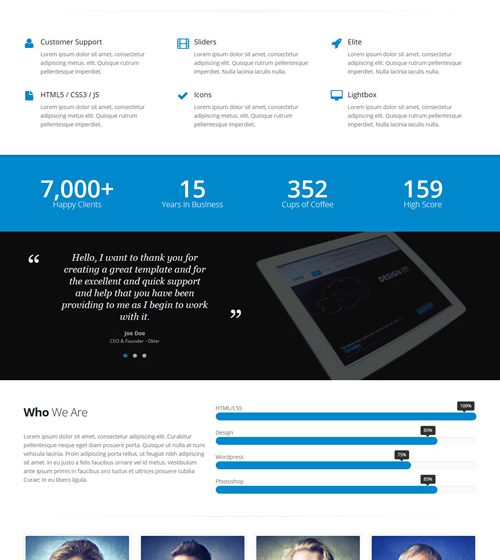 Customer Support
Lorem ipsum dolor sit amet, consectetur
adipiscing elit. Quisque rutrum
pellentesque imperdiet.
Sliders
Lorem ipsum dolor sit amet, consectetur
adipiscing elit. Quisque rutrum
pellentesque imperdiet. Nulla lacinia iaculis nulla.
Elite
Lorem ipsum dolor sit amet, consectetur
adipiscing elit. Quisque rutrum
pellentesque. Nulla lacinia iaculis nulla.
HTML5 / CSS3 / JS
Lorem ipsum dolor sit amet, consectetur
adipiscing elit. Quisque rutrum
pellentesque imperdiet.
Icons
Lorem ipsum dolor sit amet, consectetur
adipiscing elit. Quisque rutrum
pellentesque imperdiet.
Lightbox
Lorem ipsum dolor sit amet, consectetur
adipiscing elit. Quisque rutrum
pellentesque imperdiet. Nulla lacinia iaculis nulla.
7,000+
Happy Clients
15
Years in Business
352
Cups of Coffee
159
High Score
“ Hello, I want to thank you for
creating a great template and for
the excellent and quick support
and help that you have been
providing to me as I begin to work
with it. ”
Joe Doe
CEO & Founder - Okler
DESIGN IT!
Who We Are
Lorem ipsum dolor sit amet, consectetur adipiscing elit. Curabitur
pellentesque neque eget diam posuere porta. Quisque ut nulla at nunc
vehicula lacinia. Proin adipiscing porta tellus, ut feugiat nibh adipiscing
sit amet. In eu justo a felis faucibus ornare vel id metus. Vestibulum
ante ipsum primis in faucibus orci luctus et ultrices posuere cubilia
Curae; In eu libero ligula.
HTML/CSS
100%
Design
85%
Wordpress
75%
Photoshop
85%